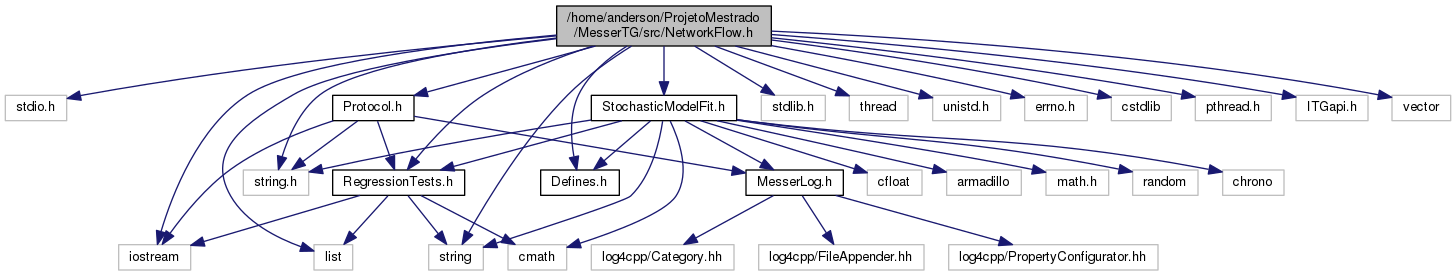 /home/anderson/ProjetoMestrado
/MesserTG/src/NetworkFlow.h
stdio.h
Protocol.h
StochasticModelFit.h
stdlib.h
thread
unistd.h
errno.h
cstdlib
pthread.h
ITGapi.h
vector
string.h
RegressionTests.h
Defines.h
MesserLog.h
cfloat
armadillo
math.h
random
chrono
iostream
list
string
cmath
log4cpp/Category.hh
log4cpp/FileAppender.hh
log4cpp/PropertyConfigurator.hh